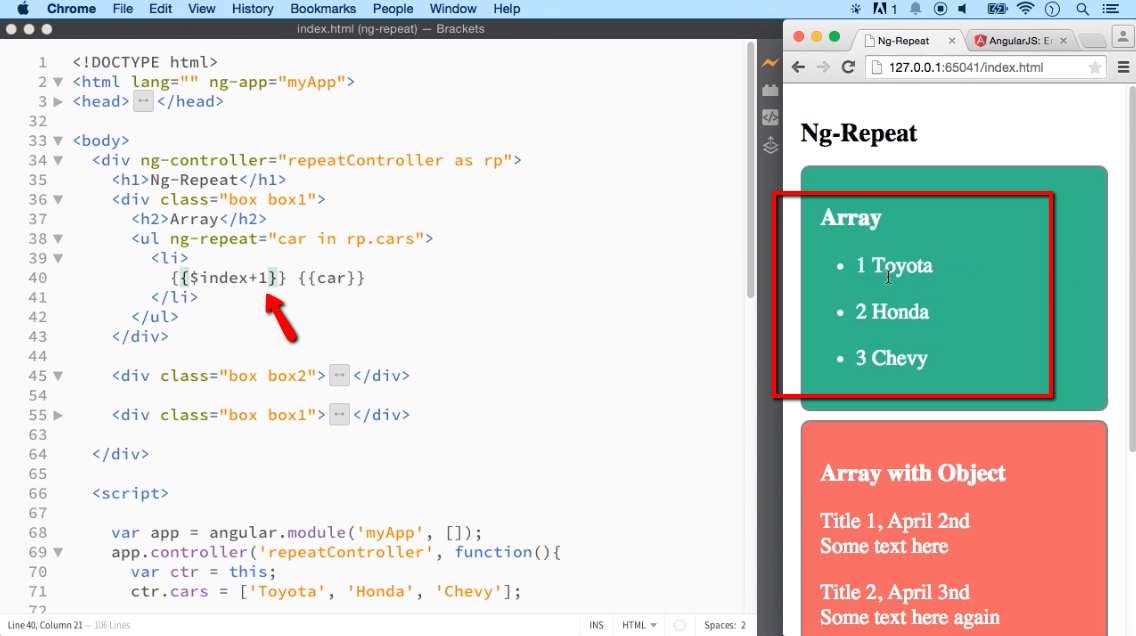 Chrome File Edit View History Bookmarks People Window Help
1
index.html (ng-repeat) — Brackets
1 <!DOCTYPE html>
2 <html lang="" ng-app="myApp">
3 <head></head>
32
33 <body>
34 <div ng-controller="repeatController as rp">
35 <h1>Ng-Repeat</h1>
36 <div class="box box1">
37 <h2>Array</h2>
38 <ul ng-repeat="car in rp.cars">
39 <li>
40 {{$index+1}} {{car}}
41 </li>
42 </ul>
43 </div>
44
45 <div class="box box2"></div>
54
55 <div class="box box1"></div>
63
64 </div>
65
66 <script>
67
68 var app = angular.module('myApp', []);
69 app.controller('repeatController', function(){
70 var ctr = this;
71 ctr.cars = ['Toyota', 'Honda', 'Chevy'];
72
Line 40, Column 21 — 106 Lines
INS HTML Spaces: 2
Ng-Repeat
AngularJS: Er
127.0.0.1:65041/index.html
Ng-Repeat
Array
• 1 Toyota
• 2 Honda
• 3 Chevy
Array with Object
Title 1, April 2nd
Some text here
Title 2, April 3nd
Some text here again